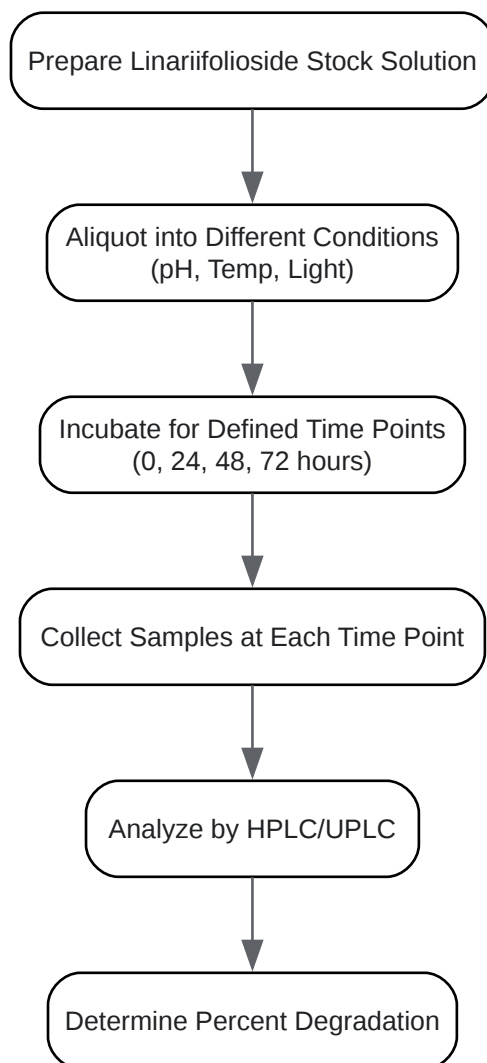 Prepare Linariifolioside Stock Solution
Aliquot into Different Conditions
(pH, Temp, Light)
Incubate for Defined Time Points
(0, 24, 48, 72 hours)
Collect Samples at Each Time Point
Analyze by HPLC/UPLC
Determine Percent Degradation